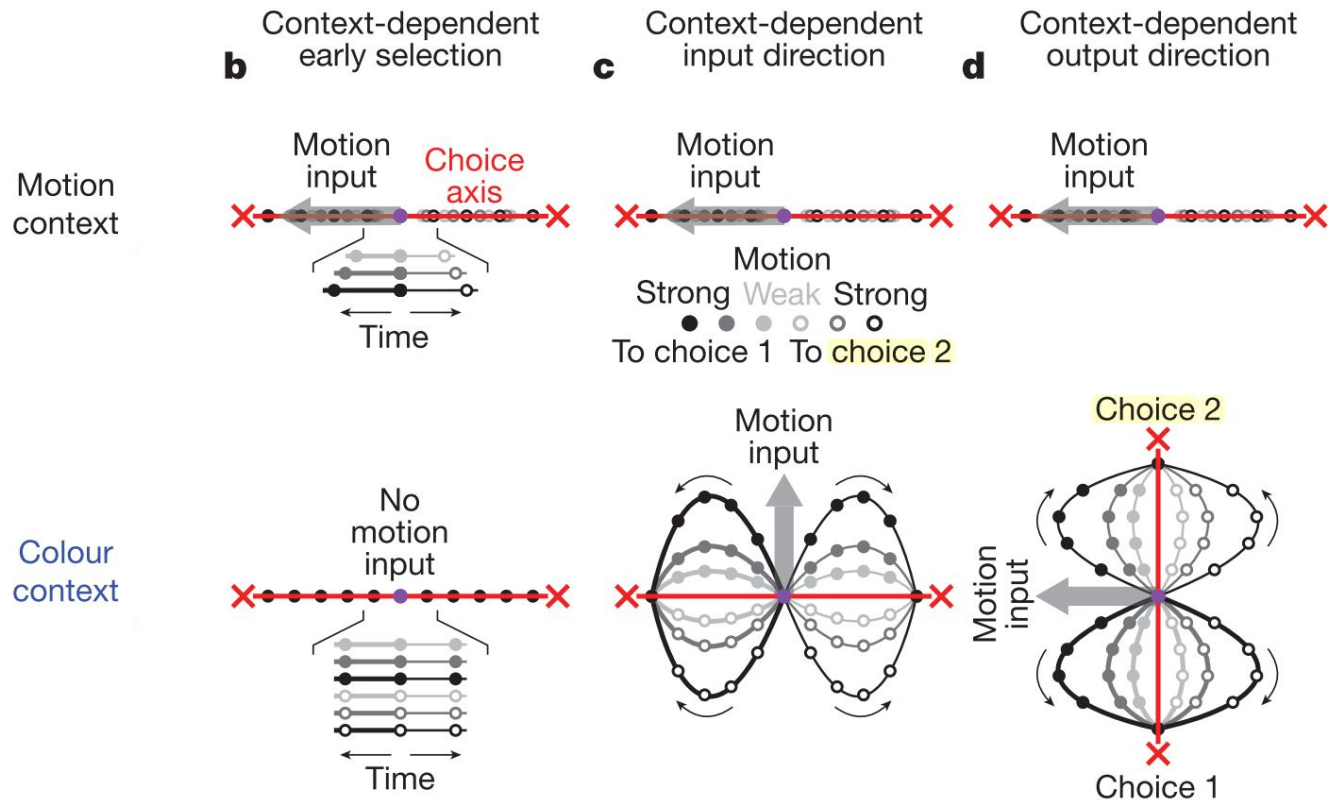 b
Context-dependent
early selection
c
Context-dependent
input direction
d
Context-dependent
output direction
Motion
context
Motion
input
Choice
axis
Time
Motion
input
Motion
Strong Weak Strong
To choice 1 To choice 2
Motion
input
Colour
context
No
motion
input
Time
Motion
input
Choice 2
Motion
input
Choice 1